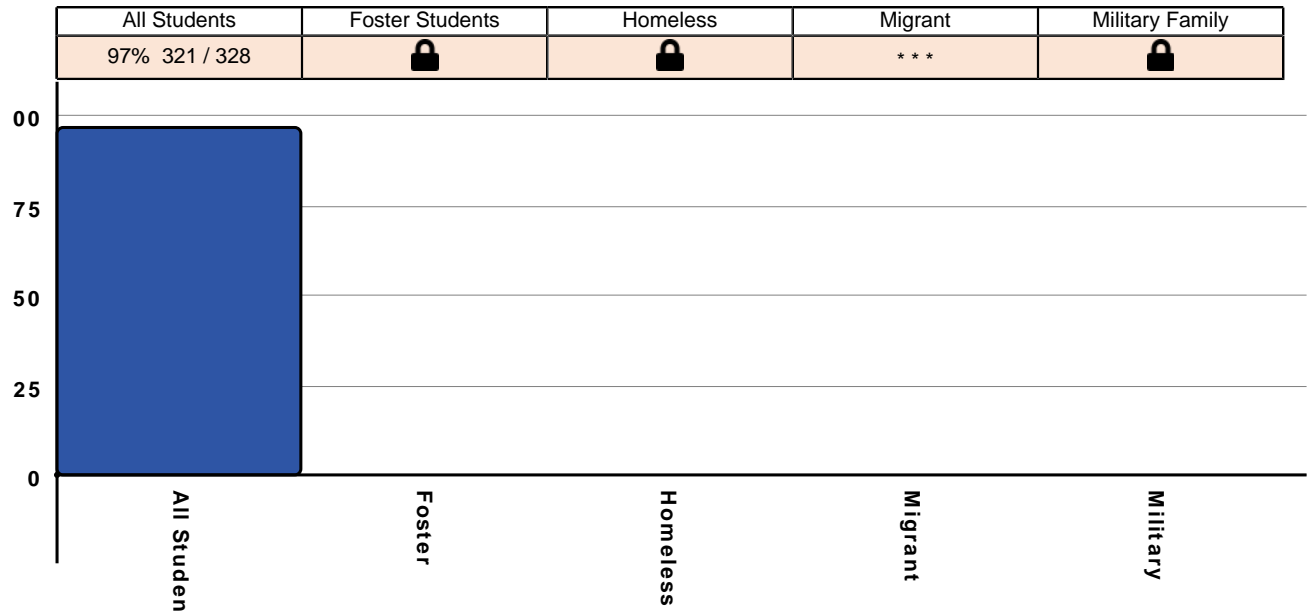 All Students Foster Students Homeless Migrant Military Family
97% 321 / 328 * * *
00
75
50
25
0
All Studen
Foster
Homeless
Migrant
Military